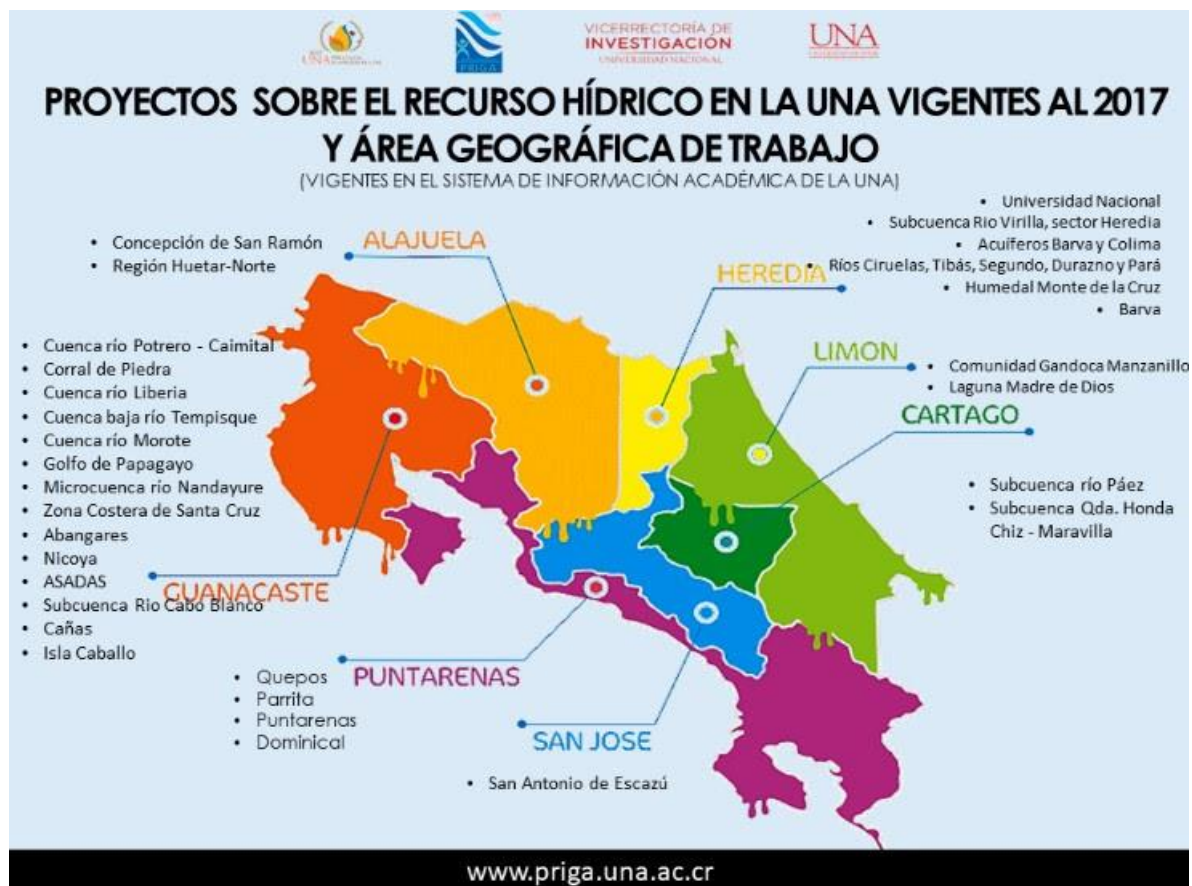 UNA
PRIGA
VICERRECTORÍA DE
INVESTIGACIÓN
UNIVERSIDAD NACIONAL
UNA
PROYECTOS SOBRE EL RECURSO HÍDRICO EN LA UNA VIGENTES AL 2017
Y ÁREA GEOGRÁFICA DE TRABAJO
(VIGENTES EN EL SISTEMA DE INFORMACIÓN ACADÉMICA DE LA UNA)
• Concepción de San Ramón
• Región Huetar-Norte
ALAJUELA
• Universidad Nacional
• Subcuenca Rio Virilla, sector Heredia
• Acuíferos Barva y Colima
• Ríos Ciruelas, Tibás, Segundo, Durazno y Pará
• Humedal Monte de la Cruz
• Barva
HEREDIA
LIMON
• Comunidad Gandoca Manzanillo
• Laguna Madre de Dios
CARTAGO
• Subcuenca río Páez
• Subcuenca Qda. Honda
Chiz - Maravilla
• Cuenca río Potrero - Caimital
• Corral de Piedra
• Cuenca río Liberia
• Cuenca baja río Tempisque
• Cuenca río Morote
• Golfo de Papagayo
• Microcuenca río Nandayure
• Zona Costera de Santa Cruz
• Abangares
• Nicoya
• ASADAS
• Subcuenca Rio Cabo Blanco
• Cañas
• Isla Caballo
GUANACASTE
PUNTARENAS
• Quepos
• Parrita
• Puntarenas
• Dominical
SAN JOSE
• San Antonio de Escazú
www.priga.una.ac.cr